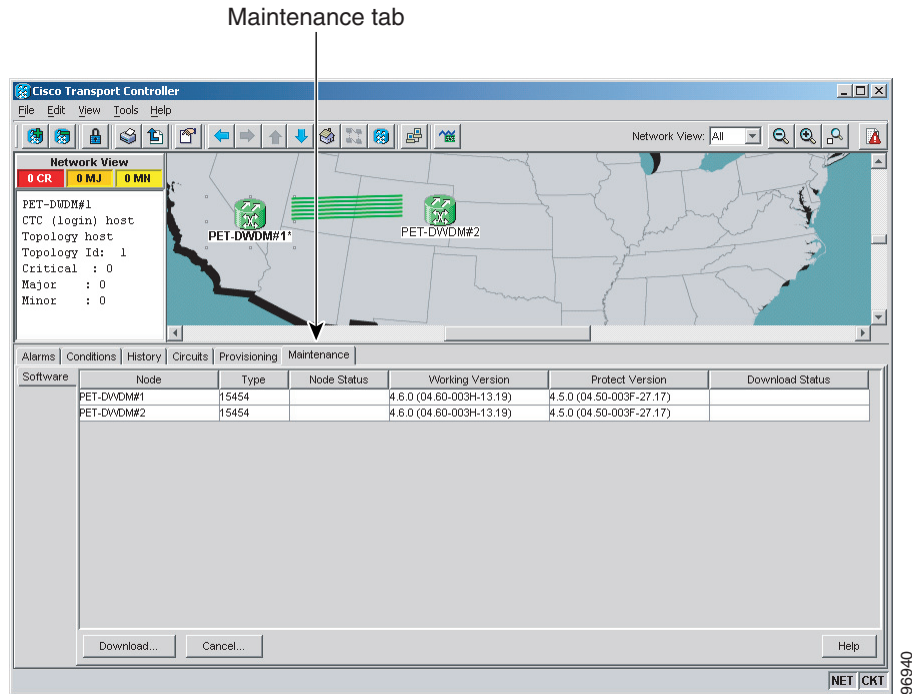 Maintenance tab
Cisco Transport Controller
File Edit View Tools Help
Network View: All
Network View
0 CR 0 MJ 0 MN
PET-DWDM#1
CTC (login) host
Topology host
Topology Id: 1
Critical : 0
Major : 0
Minor : 0
PET-DWDM#1*
PET-DWDM#2
Alarms Conditions History Circuits Provisioning Maintenance
Software
Node Type Node Status Working Version Protect Version Download Status
PET-DWDM#1 15454 4.6.0 (04.60-003H-13.19) 4.5.0 (04.50-003F-27.17)
PET-DWDM#2 15454 4.6.0 (04.60-003H-13.19) 4.5.0 (04.50-003F-27.17)
Download... Cancel... Help
NET CKT
96940